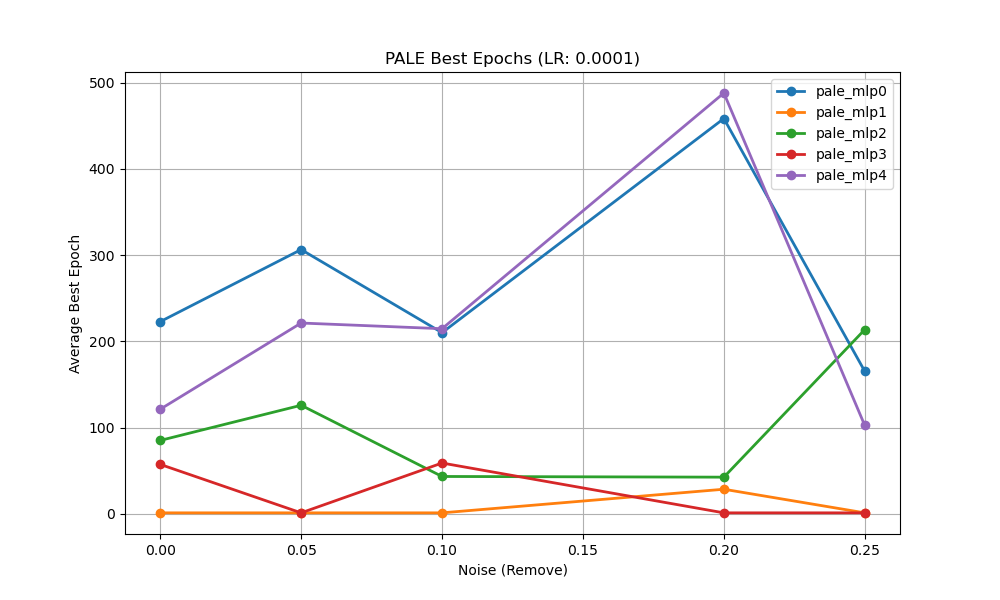 PALE Best Epochs (LR: 0.0001)
500
400
300
200
100
0
Average Best Epoch
pale_mlp0
pale_mlp1
pale_mlp2
pale_mlp3
pale_mlp4
0.00 0.05 0.10 0.15 0.20 0.25
Noise (Remove)